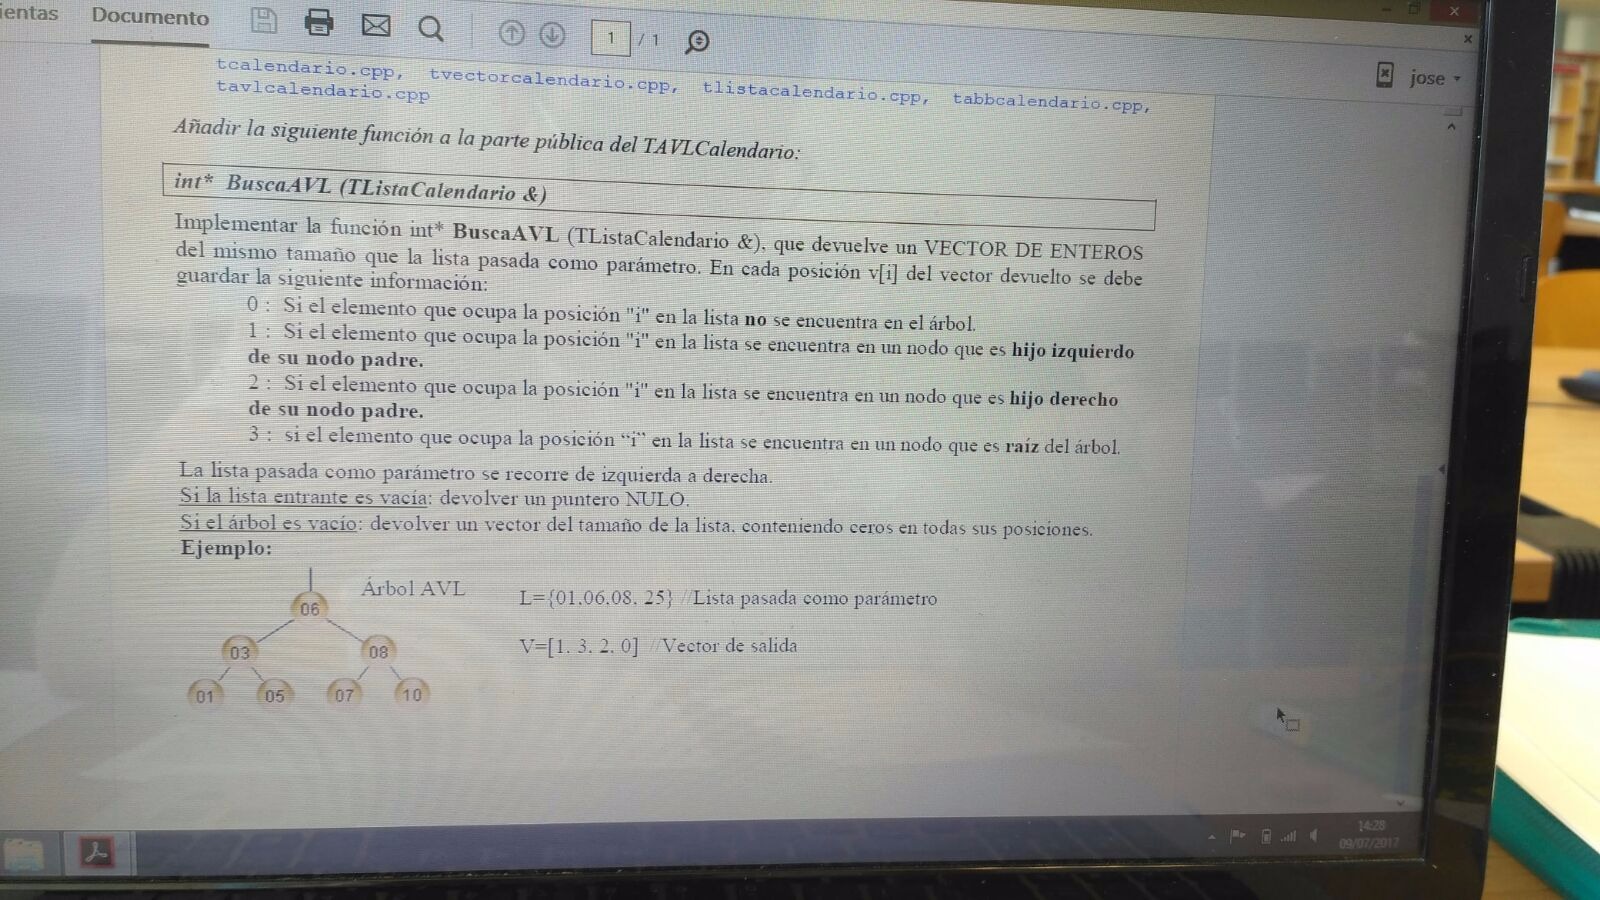 ientas Documento 1 / 1
jose
tcalendario.cpp, tvectorcalendario.cpp, tlistacalendario.cpp, tabbcalendario.cpp,
tavlcalendario.cpp
Añadir la siguiente función a la parte pública del TAVLCalendario:
int* BuscaAVL (TListaCalendario &)
Implementar la función int* BuscaAVL (TListaCalendario &), que devuelve un VECTOR DE ENTEROS
del mismo tamaño que la lista pasada como parámetro. En cada posición v[i] del vector devuelto se debe
guardar la siguiente información:
0 : Si el elemento que ocupa la posición "i" en la lista no se encuentra en el árbol.
1 : Si el elemento que ocupa la posición "i" en la lista se encuentra en un nodo que es hijo izquierdo
de su nodo padre.
2 : Si el elemento que ocupa la posición "i" en la lista se encuentra en un nodo que es hijo derecho
de su nodo padre.
3 : si el elemento que ocupa la posición “i” en la lista se encuentra en un nodo que es raíz del árbol.
La lista pasada como parámetro se recorre de izquierda a derecha.
Si la lista entrante es vacía: devolver un puntero NULO.
Si el árbol es vacío: devolver un vector del tamaño de la lista, conteniendo ceros en todas sus posiciones.
Ejemplo:
Árbol AVL
L={01,06,08, 25} //Lista pasada como parámetro
06
V=[1, 3, 2, 0] //Vector de salida
03 08
01 05 07 10
14:28
09/07/2017